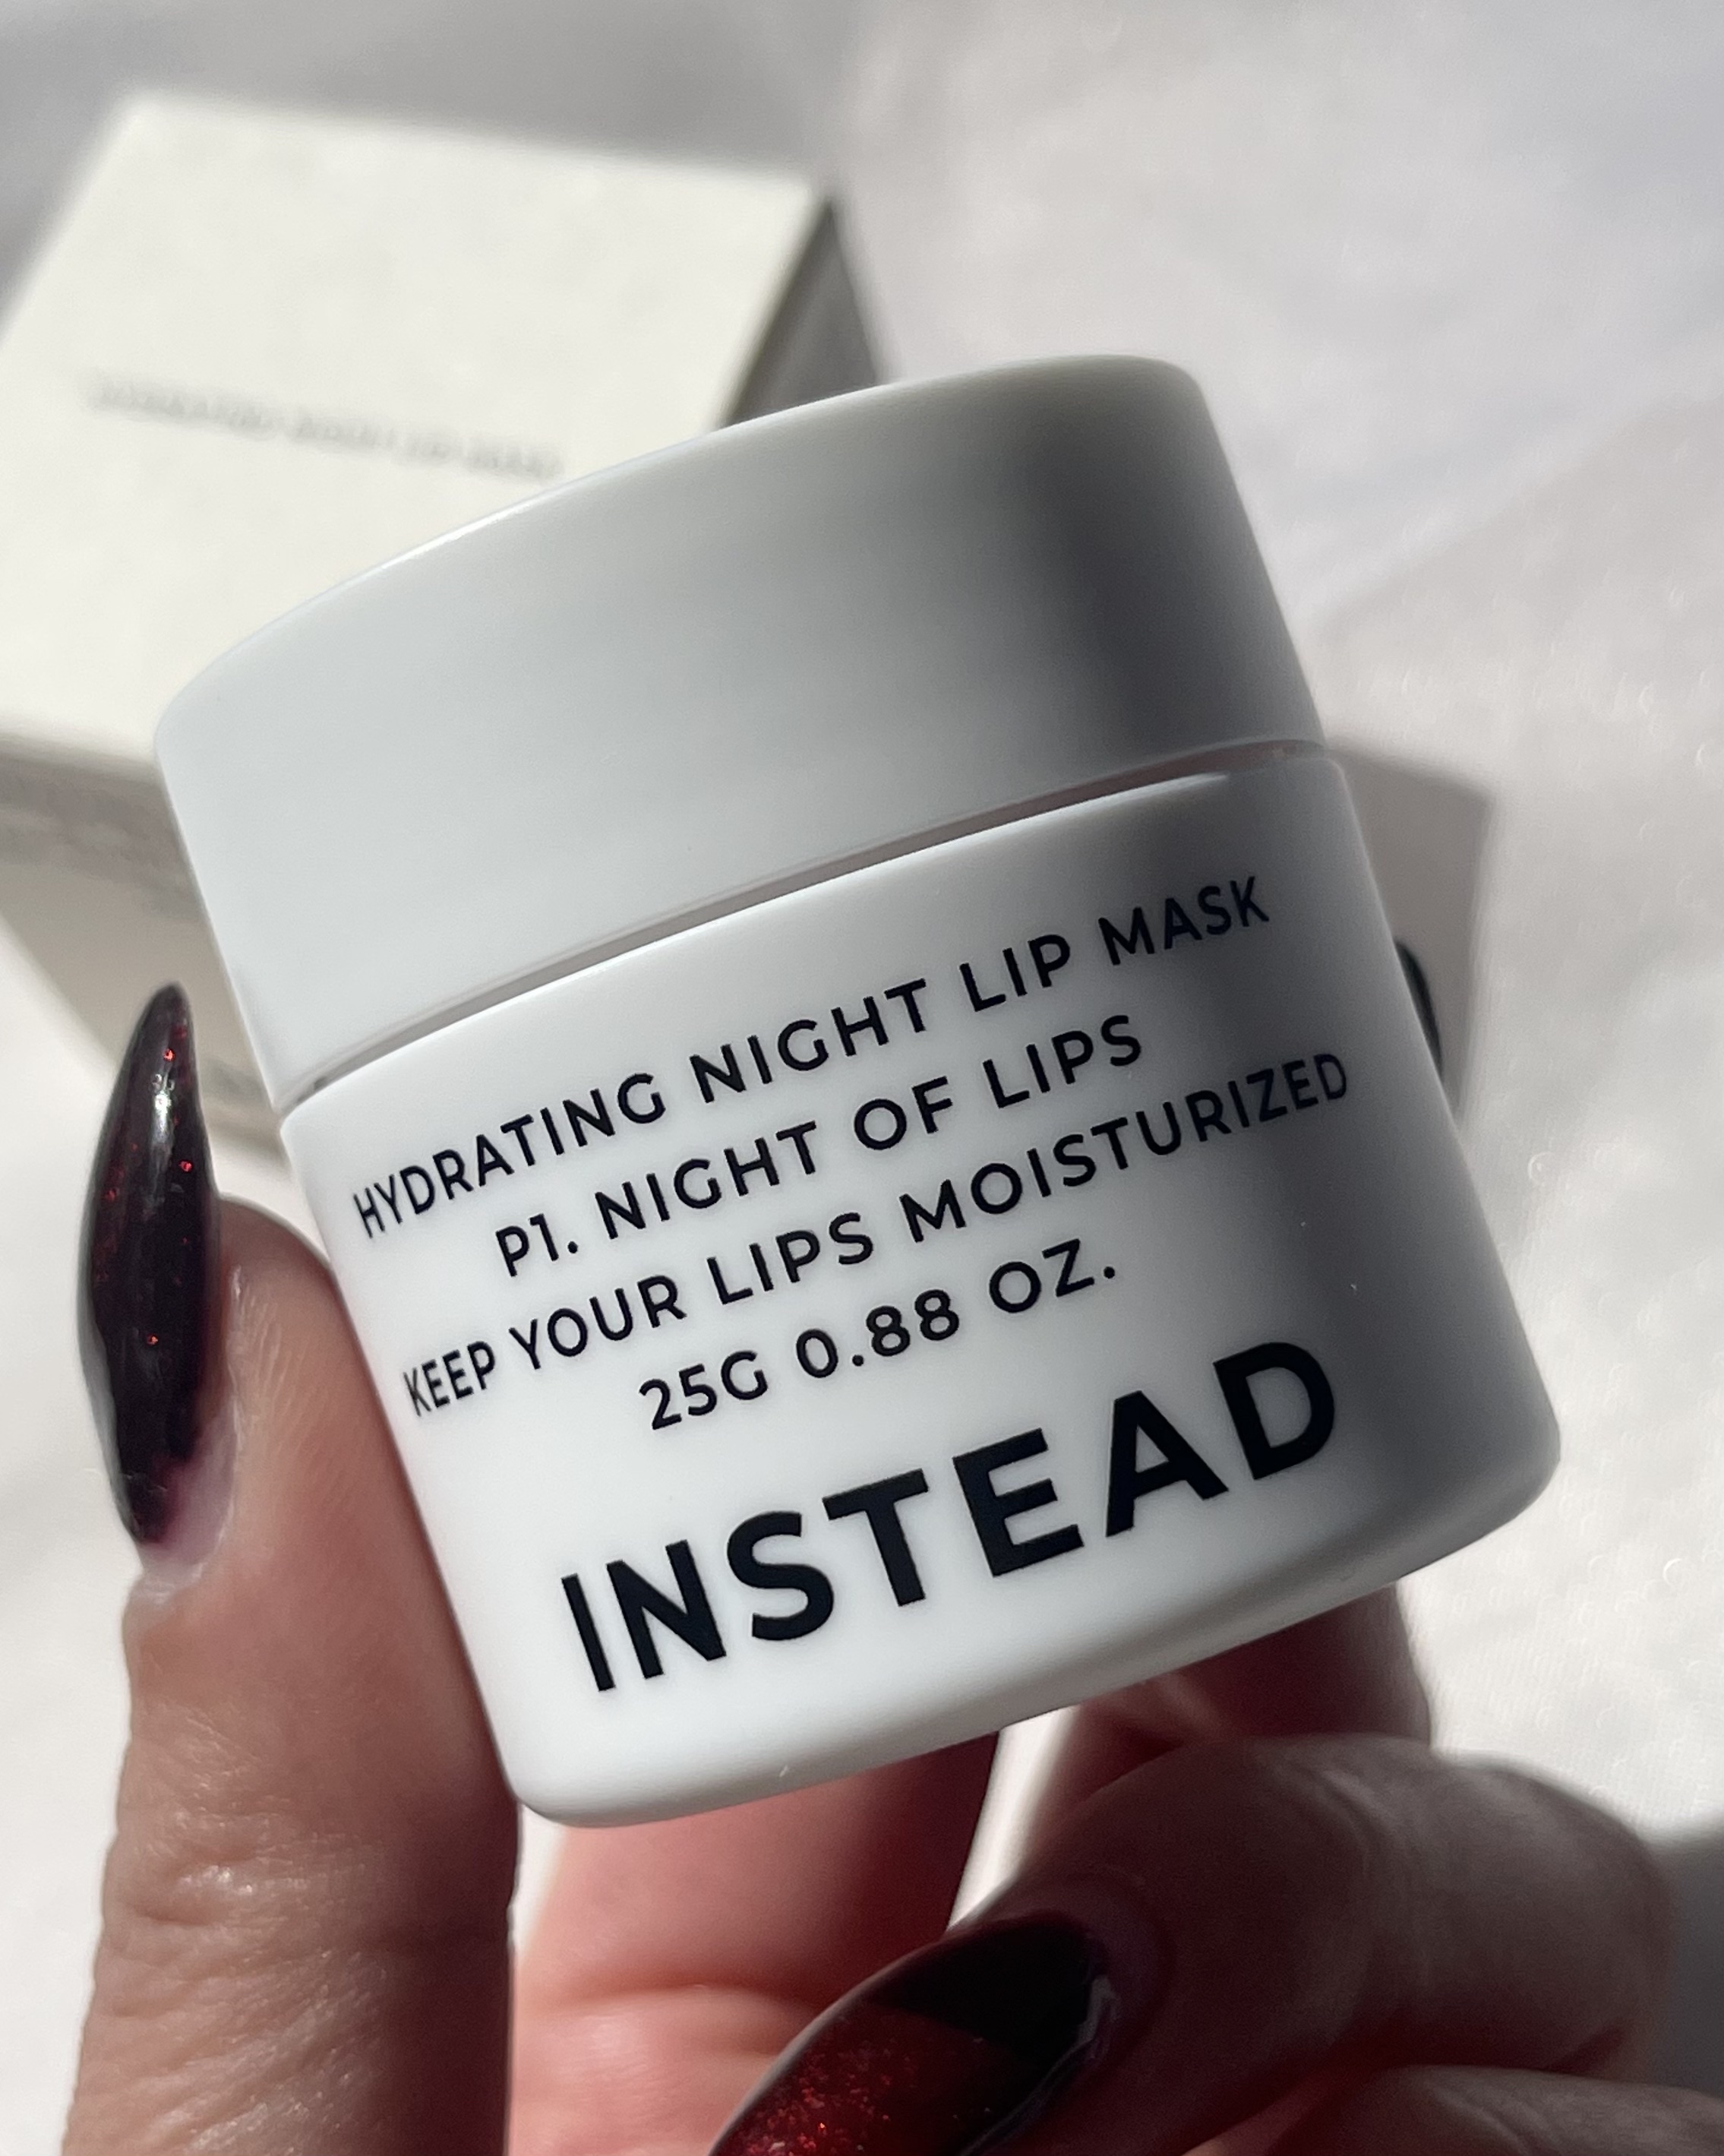 HYDRATING NIGHT LIP MASK
P1. NIGHT OF LIPS
KEEP YOUR LIPS MOISTURIZED
25G 0.88 OZ.
INSTEAD